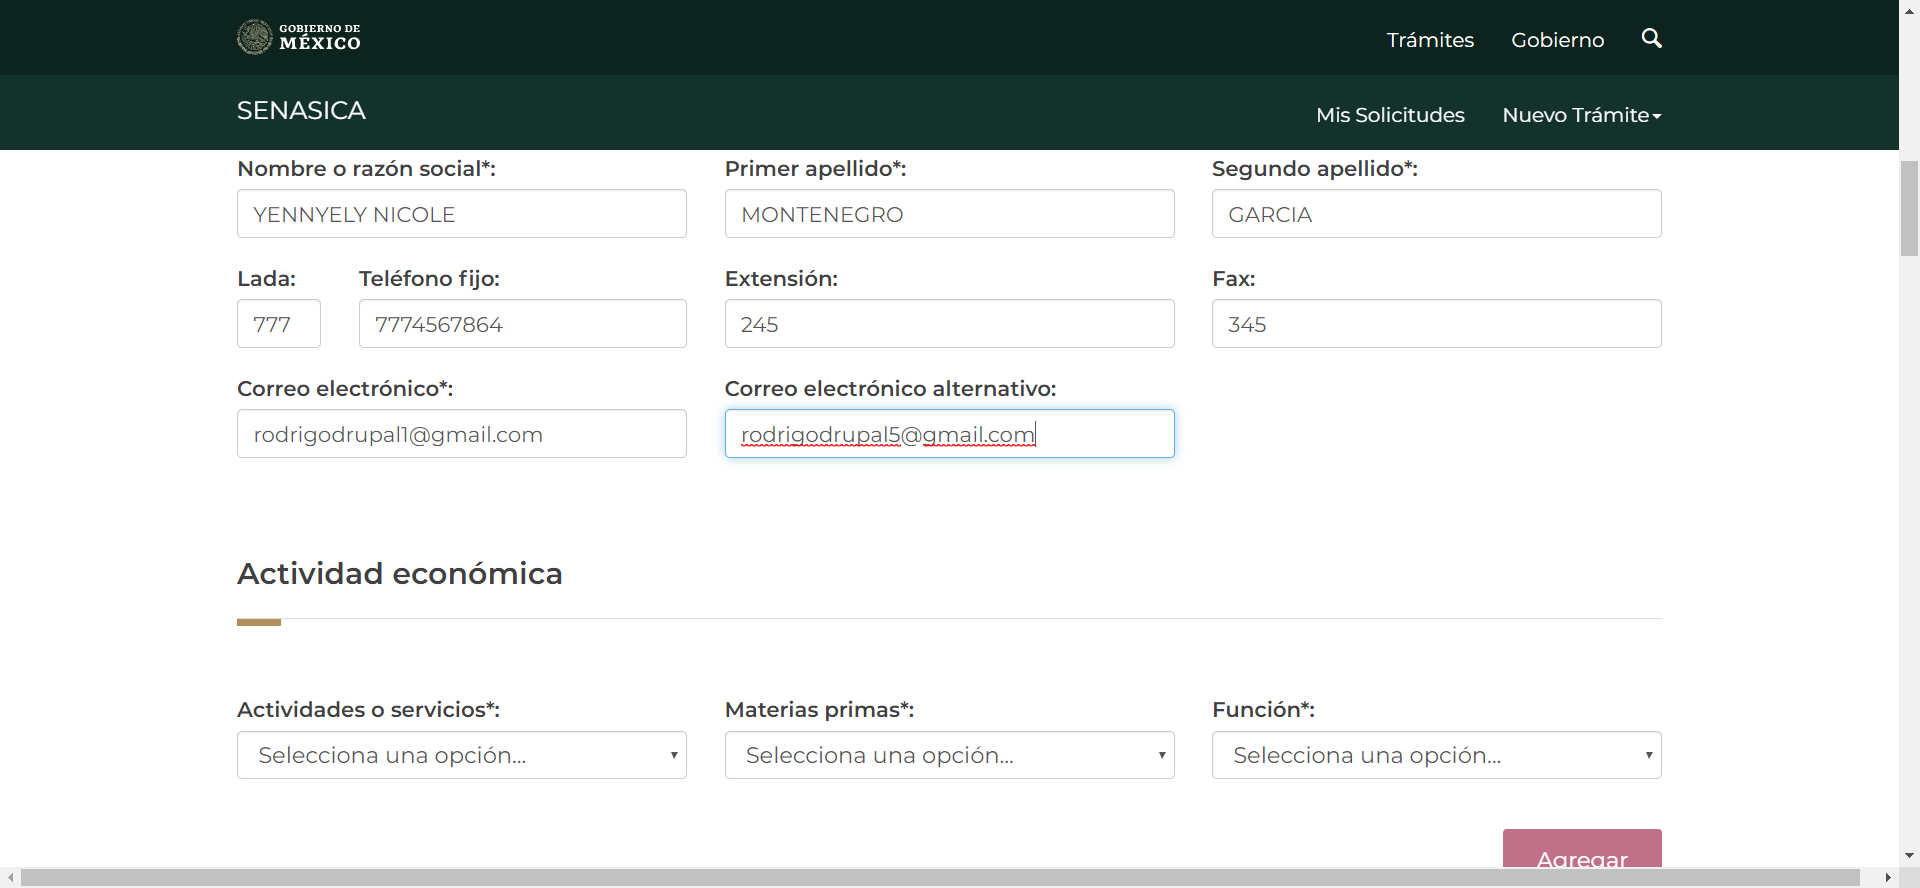 GOBIERNO DE
MÉXICO
Trámites Gobierno
SENASICA
Mis Solicitudes Nuevo Trámite
Nombre o razón social*: Primer apellido*: Segundo apellido*:
YENNYELY NICOLE MONTENEGRO GARCIA
Lada: Teléfono fijo: Extensión: Fax:
777 7774567864 245 345
Correo electrónico*: Correo electrónico alternativo:
rodrigodrupal1@gmail.com rodrigodrupal5@gmail.com
Actividad económica
Actividades o servicios*: Materias primas*: Función*:
Selecciona una opción... Selecciona una opción... Selecciona una opción...
Agregar